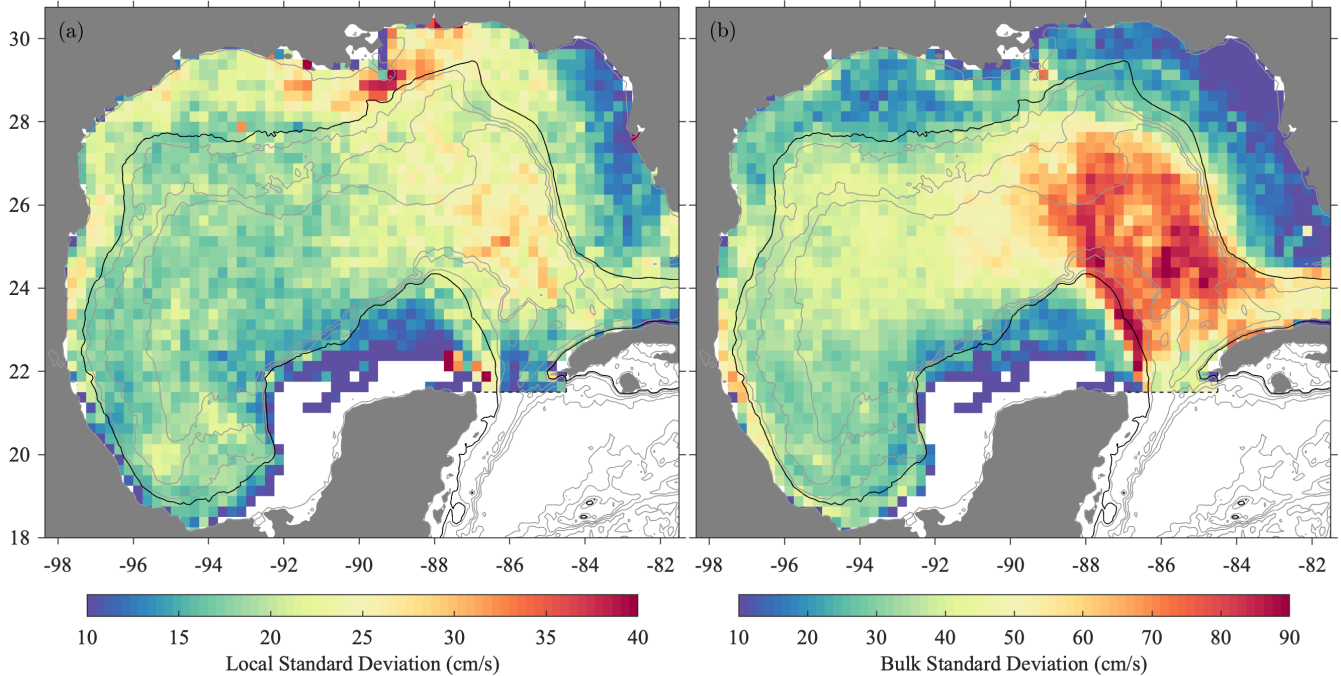 (a)
(b)
30
28
26
24
22
20
18
-98 -96 -94 -92 -90 -88 -86 -84 -82
-98 -96 -94 -92 -90 -88 -86 -84 -82
10 15 20 25 30 35 40
10 20 30 40 50 60 70 80 90
Local Standard Deviation (cm/s)
Bulk Standard Deviation (cm/s)